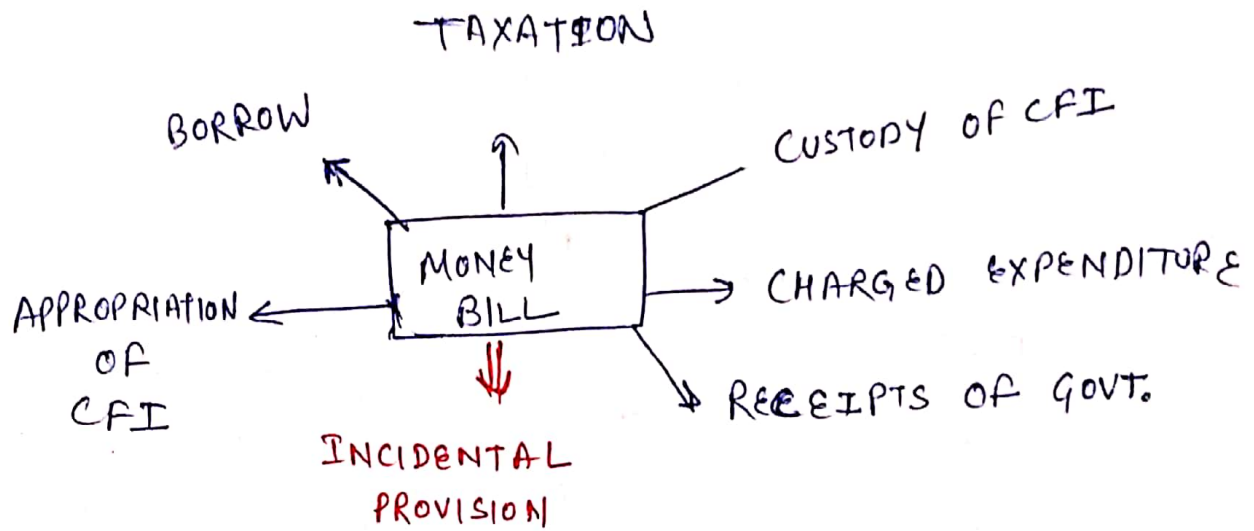 TAXATION
BORROW
CUSTODY OF CFI
MONEY
BILL
CHARGED EXPENDITURE
APPROPRIATION
OF
CFI
RECEIPTS OF GOVT.
INCIDENTAL
PROVISION